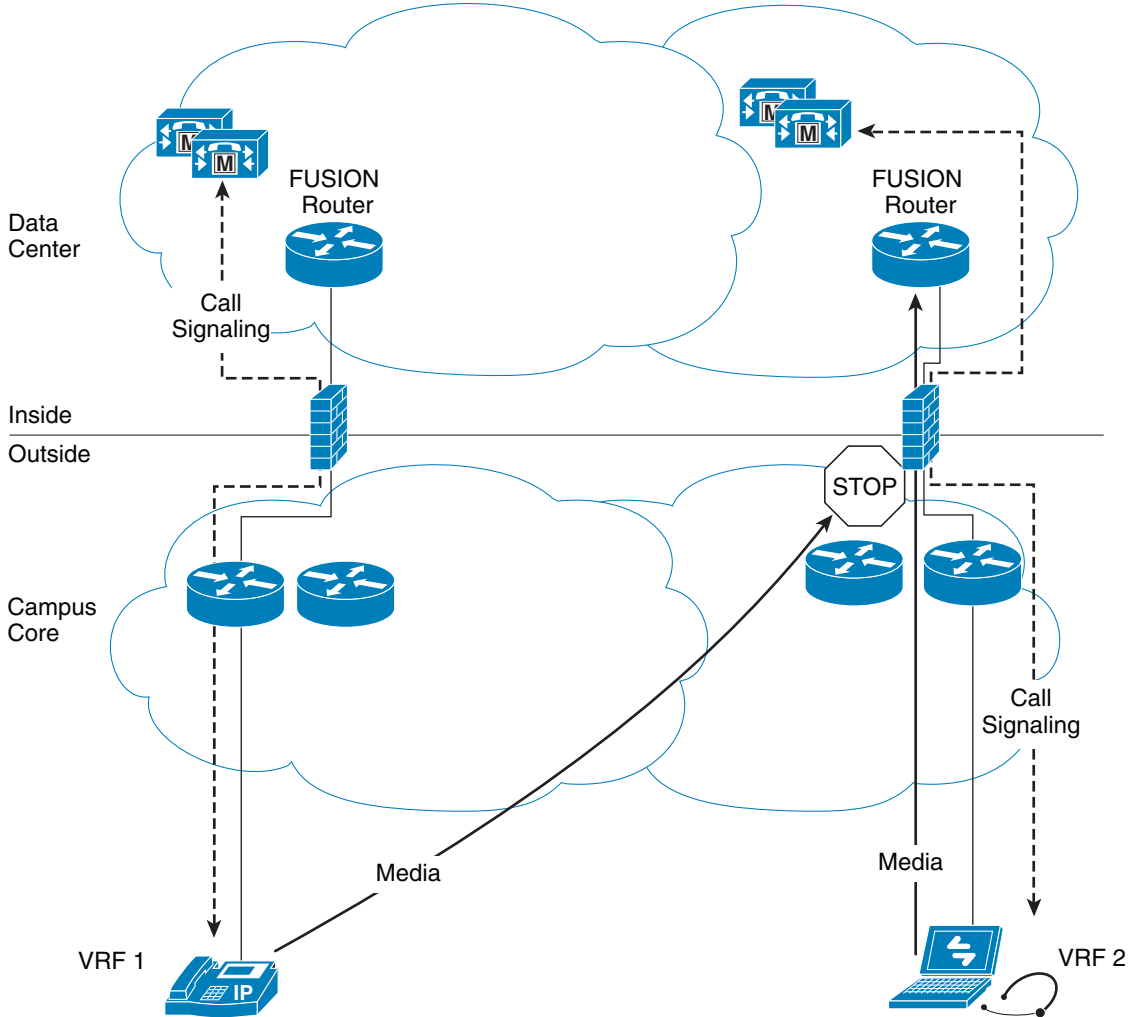 M
M
M
M
FUSION
Router
FUSION
Router
Data
Center
Call
Signaling
Inside
Outside
STOP
Campus
Core
Call
Signaling
Media
Media
VRF 1
IP
VRF 2